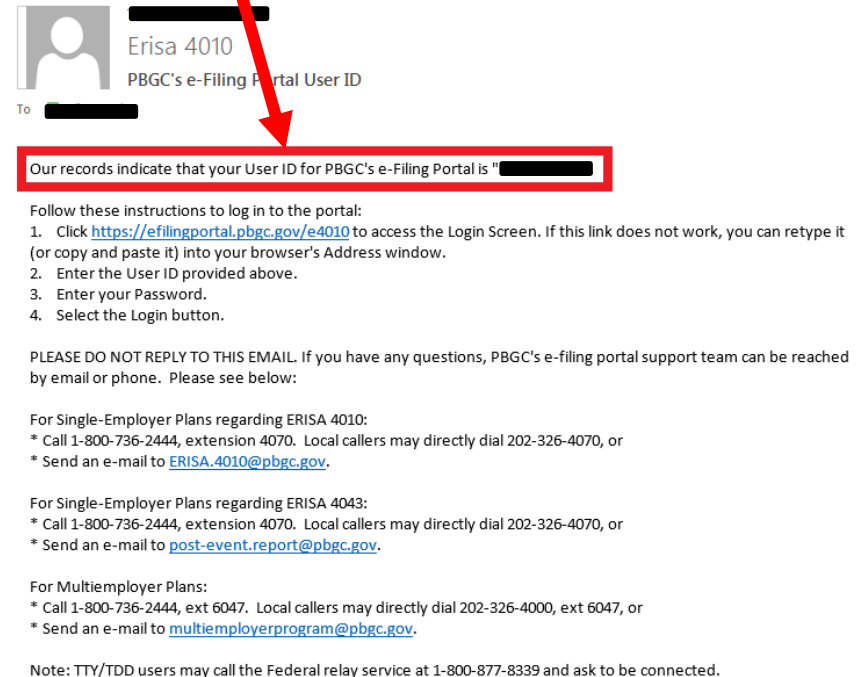 Erisa 4010
PBGC's e-Filing Portal User ID
To
Our records indicate that your User ID for PBGC's e-Filing Portal is "
Follow these instructions to log in to the portal:
1. Click https://efilingportal.pbgc.gov/e4010 to access the Login Screen. If this link does not work, you can retype it
(or copy and paste it) into your browser's Address window.
2. Enter the User ID provided above.
3. Enter your Password.
4. Select the Login button.
PLEASE DO NOT REPLY TO THIS EMAIL. If you have any questions, PBGC's e-filing portal support team can be reached
by email or phone. Please see below:
For Single-Employer Plans regarding ERISA 4010:
* Call 1-800-736-2444, extension 4070. Local callers may directly dial 202-326-4070, or
* Send an e-mail to ERISA.4010@pbgc.gov.
For Single-Employer Plans regarding ERISA 4043:
* Call 1-800-736-2444, extension 4070. Local callers may directly dial 202-326-4070, or
* Send an e-mail to post-event.report@pbgc.gov.
For Multiemployer Plans:
* Call 1-800-736-2444, ext 6047. Local callers may directly dial 202-326-4000, ext 6047, or
* Send an e-mail to multiemployerprogram@pbgc.gov.
Note: TTY/TDD users may call the Federal relay service at 1-800-877-8339 and ask to be connected.